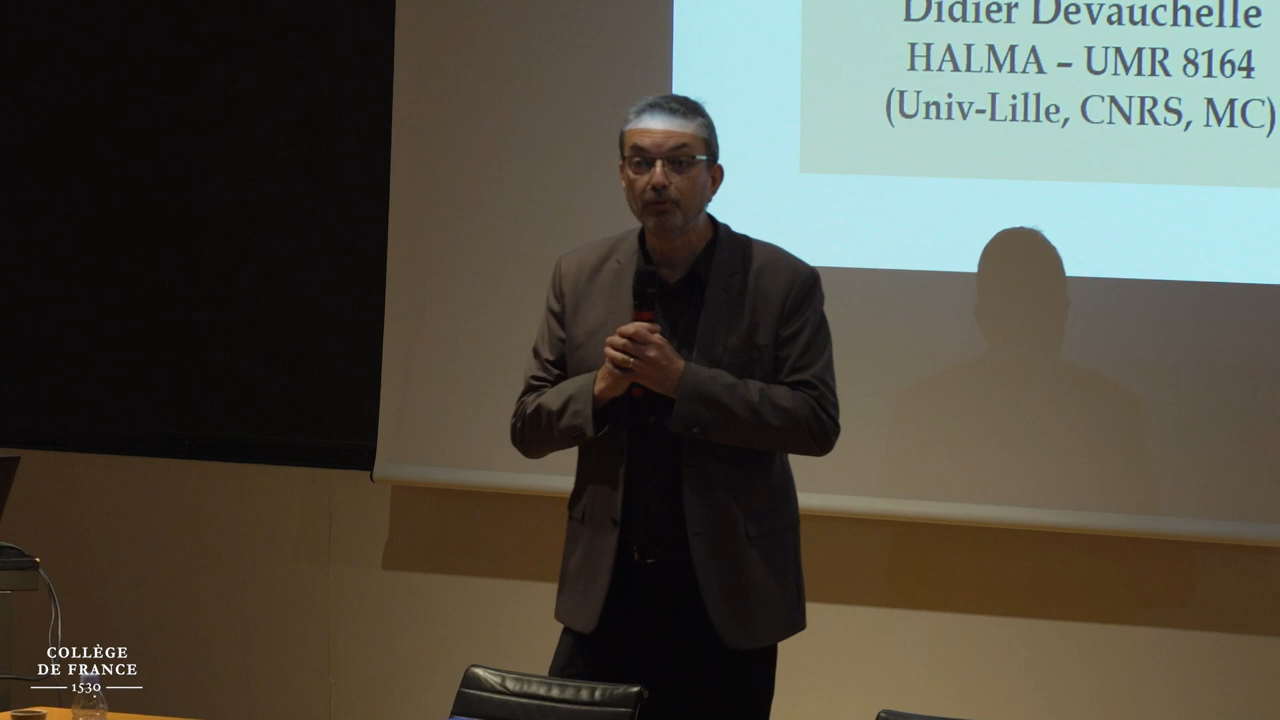 Didier Devauchelle
HALMA – UMR 8164
(Univ-Lille, CNRS, MC)
COLLÈGE
DE FRANCE
1530